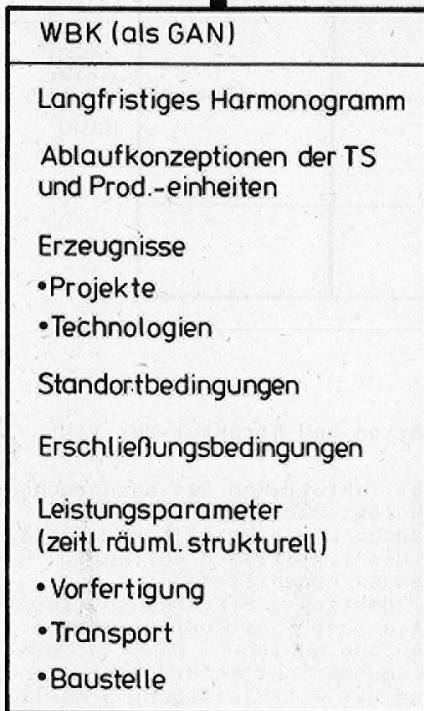 WBK (als GAN)
Langfristiges Harmonogramm
Ablaufkonzeptionen der TS
und Prod.-einheiten
Erzeugnisse
•Projekte
•Technologien
Standortbedingungen
Erschließungsbedingungen
Leistungsparameter
(zeitl. räuml. strukturell)
•Vorfertigung
•Transport
•Baustelle